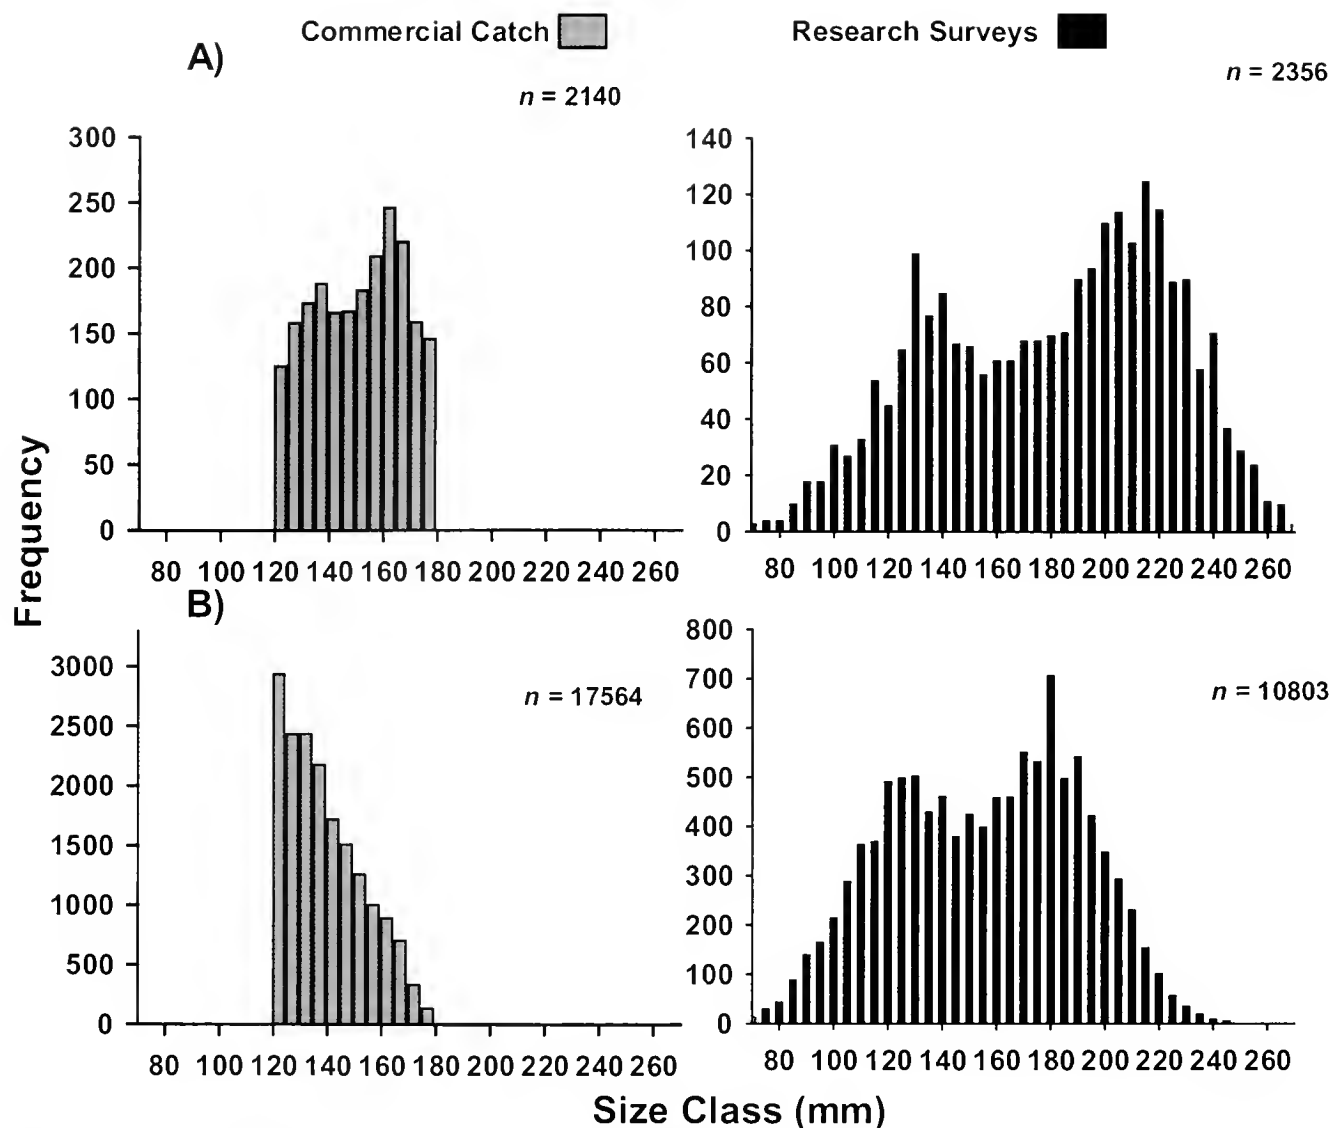 Commercial Catch
Research Surveys
A)
n = 2140
n = 2356
300
250
200
150
100
50
0
80 100 120 140 160 180 200 220 240 260
140
120
100
80
60
40
20
0
80 100 120 140 160 180 200 220 240 260
Frequency
B)
n = 17564
n = 10803
3000
2500
2000
1500
1000
500
0
80 100 120 140 160 180 200 220 240 260
800
700
600
500
400
300
200
100
0
80 100 120 140 160 180 200 220 240 260
Size Class (mm)